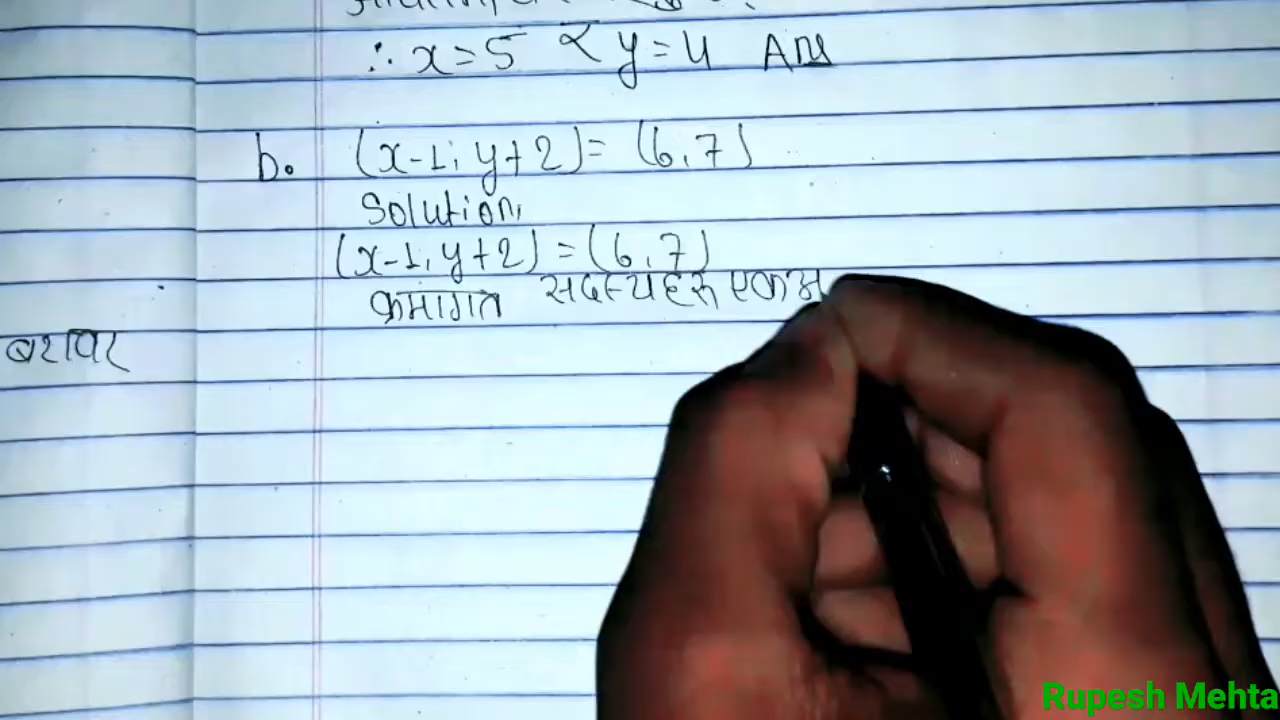 ∴ x=5 र y=4 Ans
b. (x-1, y+2) = (6,7)
Solution,
(x-1, y+2) = (6,7)
क्रमागत सदस्यहरू एकअ
बराबर
Rupesh Mehta